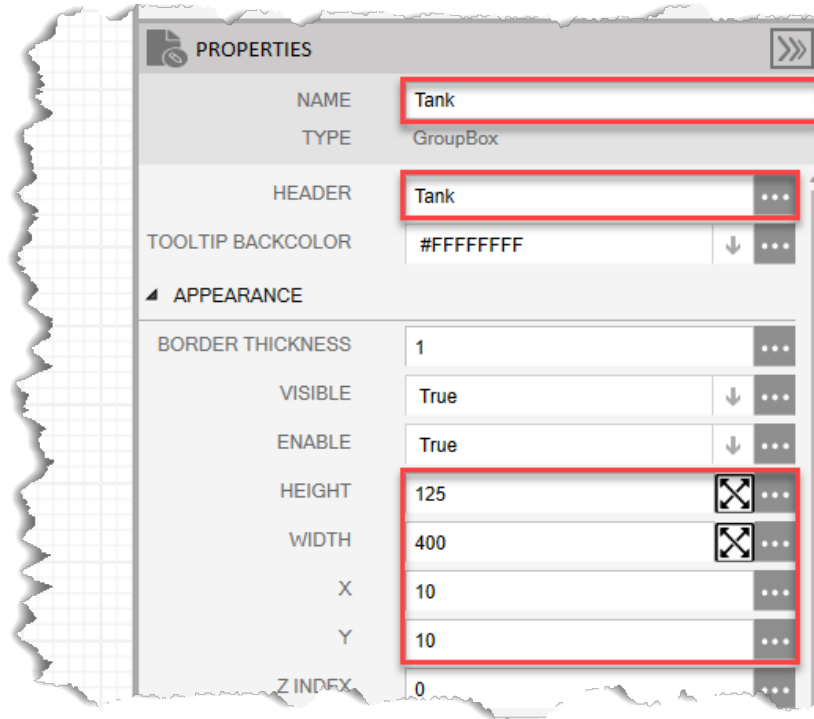 PROPERTIES
NAME Tank
TYPE GroupBox
HEADER Tank
TOOLTIP BACKCOLOR #FFFFFFFF
APPEARANCE
BORDER THICKNESS 1
VISIBLE True
ENABLE True
HEIGHT 125
WIDTH 400
X 10
Y 10
Z INDEX 0